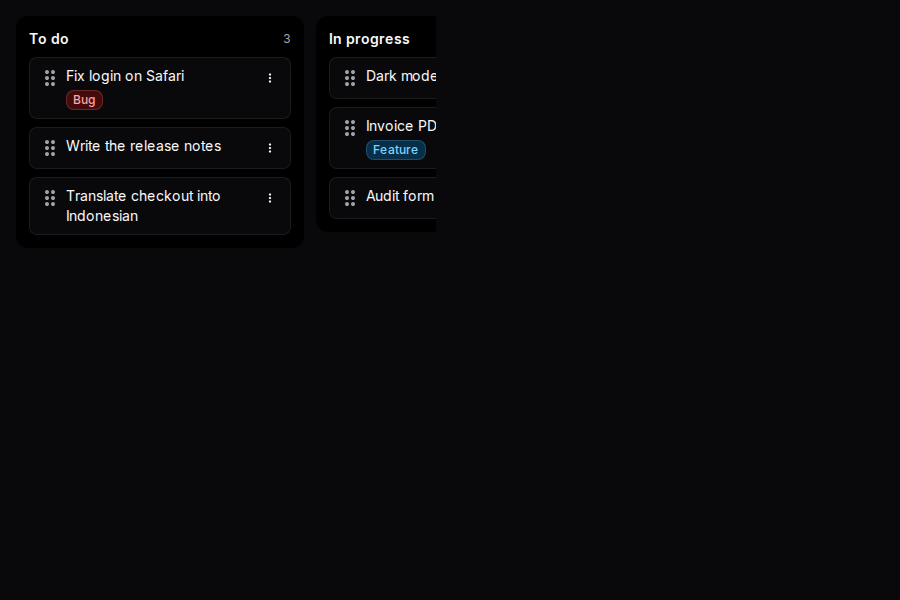 To do
3
Fix login on Safari
Bug
Write the release notes
Translate checkout into
Indonesian
In progress
Dark mode
Invoice PD
Feature
Audit form